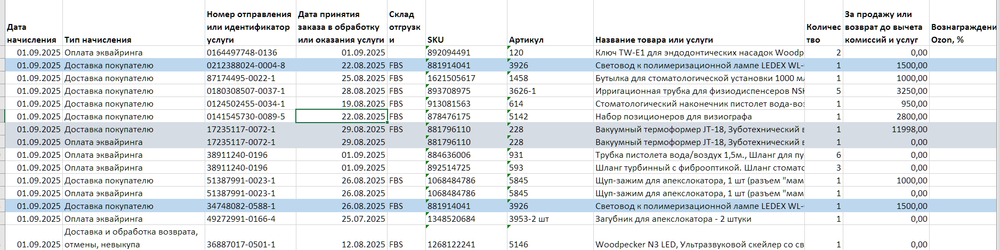 Дата начисления	Тип начисления	Номер отправления или идентификатор услуги	Дата принятия заказа в обработку или оказания услуги	Склад отгрузки	SKU	Артикул	Название товара или услуги	Количество	За продажу или возврат до вычета комиссий и услуг	Вознаграждени Ozon, %
01.09.2025	Оплата эквайринга	0164497748-0136	01.09.2025		892094491	120	Ключ TW-E1 для эндодонтических насадок Woodp	2	0,00
01.09.2025	Доставка покупателю	0212388024-0004-8	22.08.2025	FBS	881914041	3926	Световод к полимеризационной лампе LEDEX WL-	1	1500,00
01.09.2025	Доставка покупателю	87174495-0022-1	25.08.2025	FBS	1621505617	1458	Бутылка для стоматологической установки 1000 мл	1	1000,00
01.09.2025	Доставка покупателю	0180308507-0037-1	28.08.2025	FBS	893708975	3626-1	Ирригационная трубка для физиодиспенсеров NSK	5	3250,00
01.09.2025	Доставка покупателю	0124502455-0034-1	19.08.2025	FBS	913081563	614	Стоматологический наконечник пистолет вода-воз	1	950,00
01.09.2025	Доставка покупателю	0141545730-0089-5	22.08.2025	FBS	878476175	5142	Набор позиционеров для визиографа	1	2800,00
01.09.2025	Доставка покупателю	17235117-0072-1	29.08.2025	FBS	881796110	228	Вакуумный термоформер JT-18, Зуботехнический в	1	11998,00
01.09.2025	Оплата эквайринга	17235117-0072-1	29.08.2025		881796110	228	Вакуумный термоформер JT-18, Зуботехнический в	1	0,00
01.09.2025	Оплата эквайринга	38911240-0196	01.09.2025		884636006	931	Трубка пистолета вода/воздух 1,5м., Шланг для пу	6	0,00
01.09.2025	Оплата эквайринга	38911240-0196	01.09.2025		892514725	593	Шланг турбинный с фиброоптикой. Шланг стомато	3	0,00
01.09.2025	Доставка покупателю	51387991-0023-1	26.08.2025	FBS	1068484786	5845	Щуп-зажим для апекслокатора, 1 шт (разъем "мам	1	1000,00
01.09.2025	Оплата эквайринга	51387991-0023-1	26.08.2025		1068484786	5845	Щуп-зажим для апекслокатора, 1 шт (разъем "мам	1	0,00
01.09.2025	Доставка покупателю	34748082-0588-1	26.08.2025	FBS	881914041	3926	Световод к полимеризационной лампе LEDEX WL-	1	1500,00
01.09.2025	Оплата эквайринга	49272991-0166-4	25.07.2025		1348520684	3953-2 шт	Загубник для апекслокатора - 2 штуки	1	0,00
01.09.2025	Доставка и обработка возврата, отмены, невыкупа	36887017-0501-1	12.08.2025	FBS	1268122241	5146	Woodpecker N3 LED, Ультразвуковой скейлер со св	1	0,00